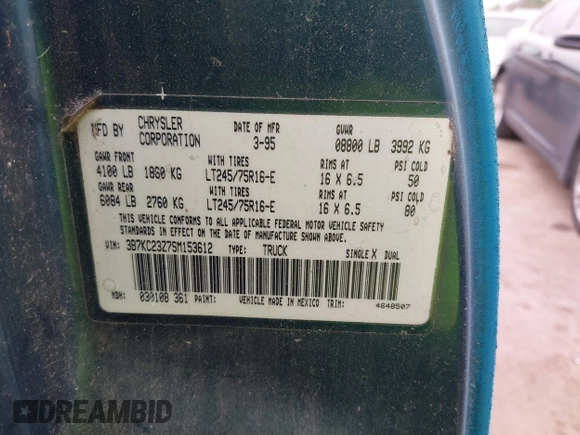 MFD BY CHRYSLER CORPORATION DATE OF MFR 3-95 GVWR 08800 LB 3992 KG
GAWR FRONT WITH TIRES RIMS AT PSI COLD
4100 LB 1860 KG LT245/75R16-E 16 X 6.5 50
GAWR REAR WITH TIRES RIMS AT PSI COLD
6084 LB 2760 KG LT245/75R16-E 16 X 6.5 80
THIS VEHICLE CONFORMS TO ALL APPLICABLE FEDERAL MOTOR VEHICLE SAFETY
STANDARDS IN EFFECT ON THE DATE OF MANUFACTURE SHOWN ABOVE
VIN: 3B7KC23Z7SM153612 TYPE: TRUCK SINGLE X DUAL
MDH: 030108 361 PAINT: VEHICLE MADE IN MEXICO TRIM: 4648507
DREAMBID